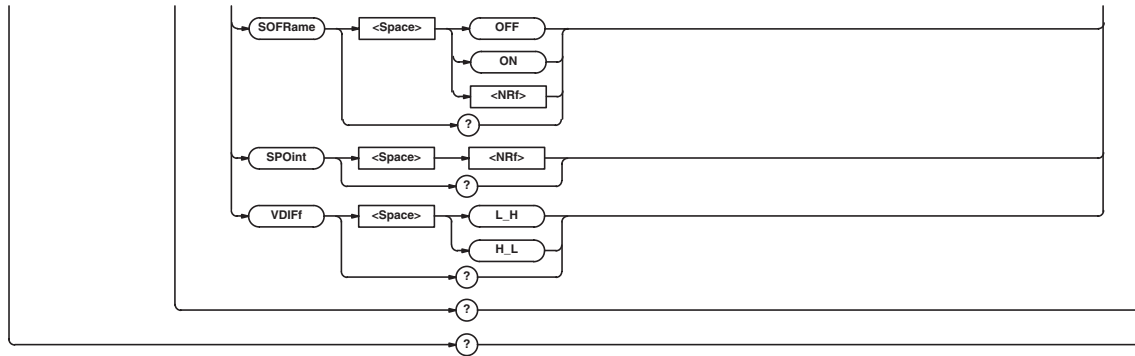 SOFRame <Space> OFF
ON
<NRf>
?
SPOint <Space> <NRf>
?
VDIFf <Space> L_H
H_L
?
?
?